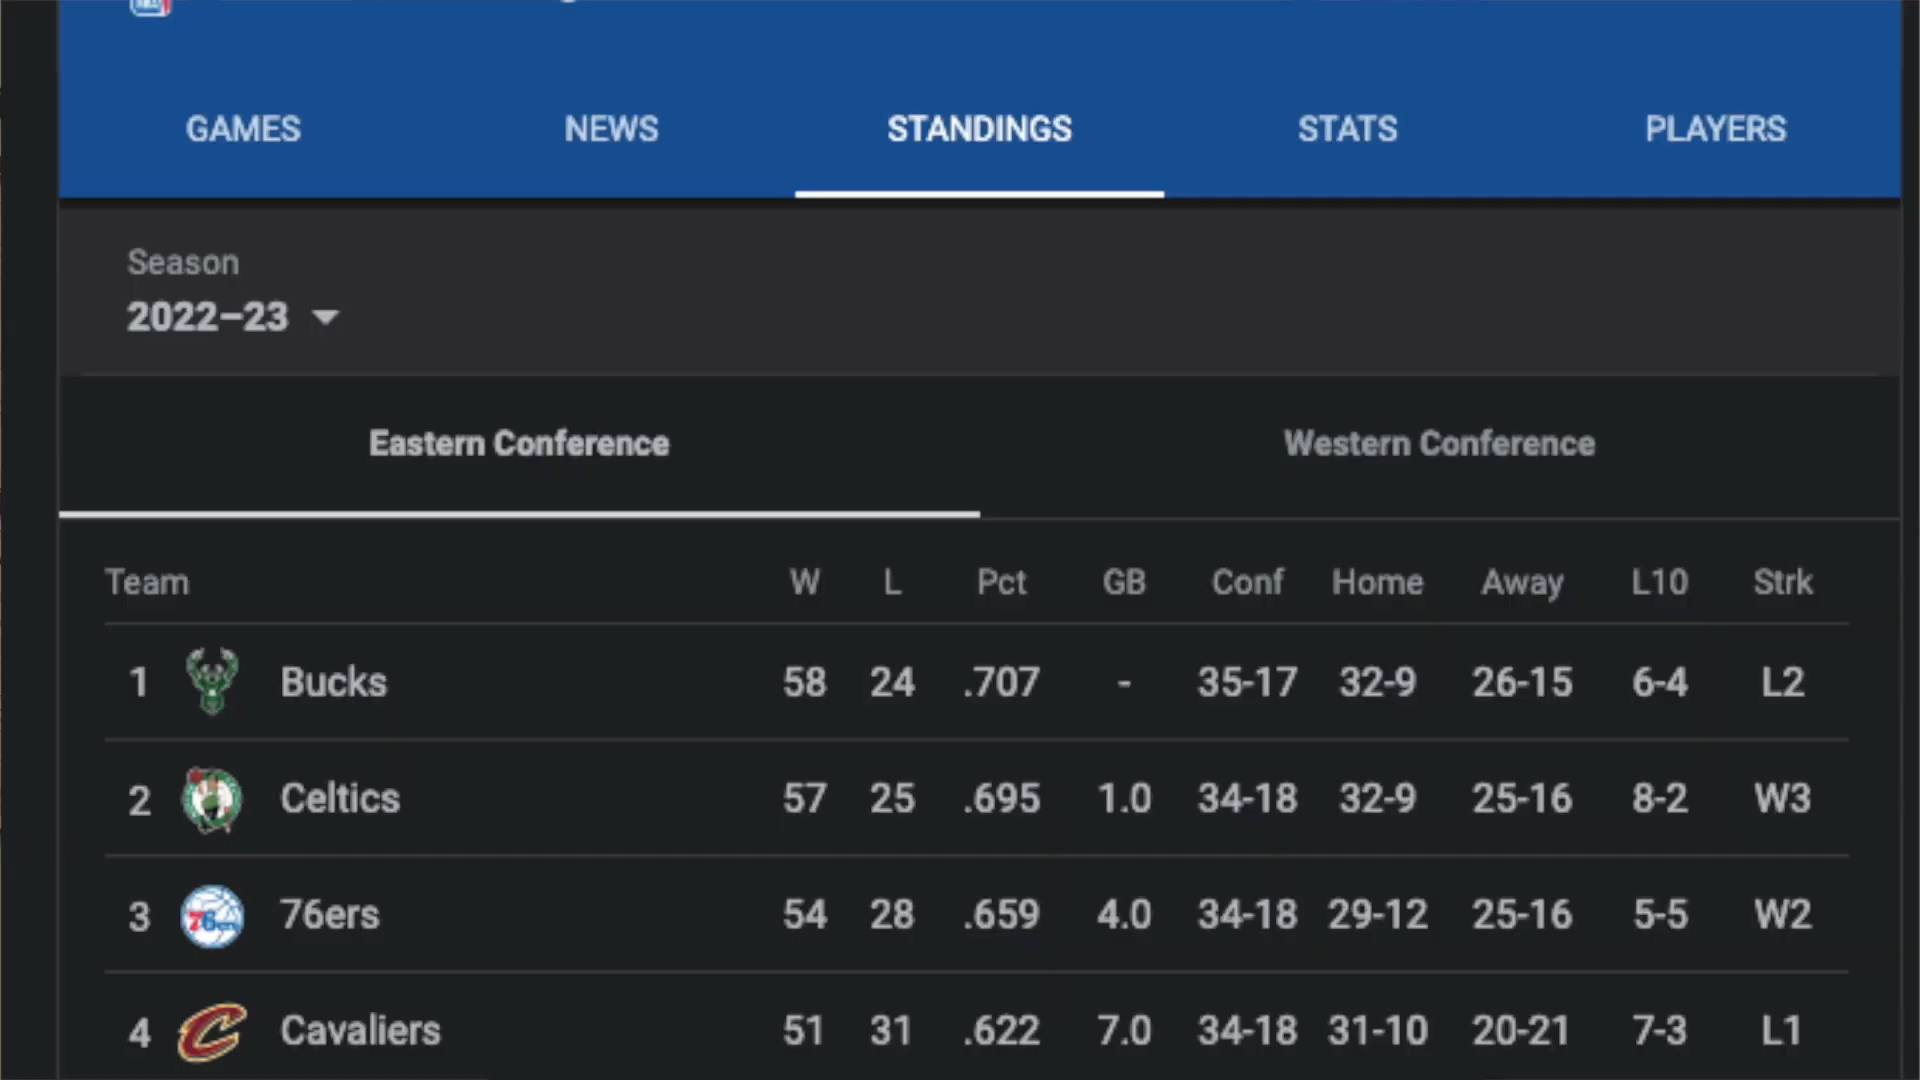 GAMES NEWS STANDINGS STATS PLAYERS
Season
2022–23
Eastern Conference Western Conference
Team W L Pct GB Conf Home Away L10 Strk
1 Bucks 58 24 .707 - 35-17 32-9 26-15 6-4 L2
2 Celtics 57 25 .695 1.0 34-18 32-9 25-16 8-2 W3
3 76ers 54 28 .659 4.0 34-18 29-12 25-16 5-5 W2
4 Cavaliers 51 31 .622 7.0 34-18 31-10 20-21 7-3 L1